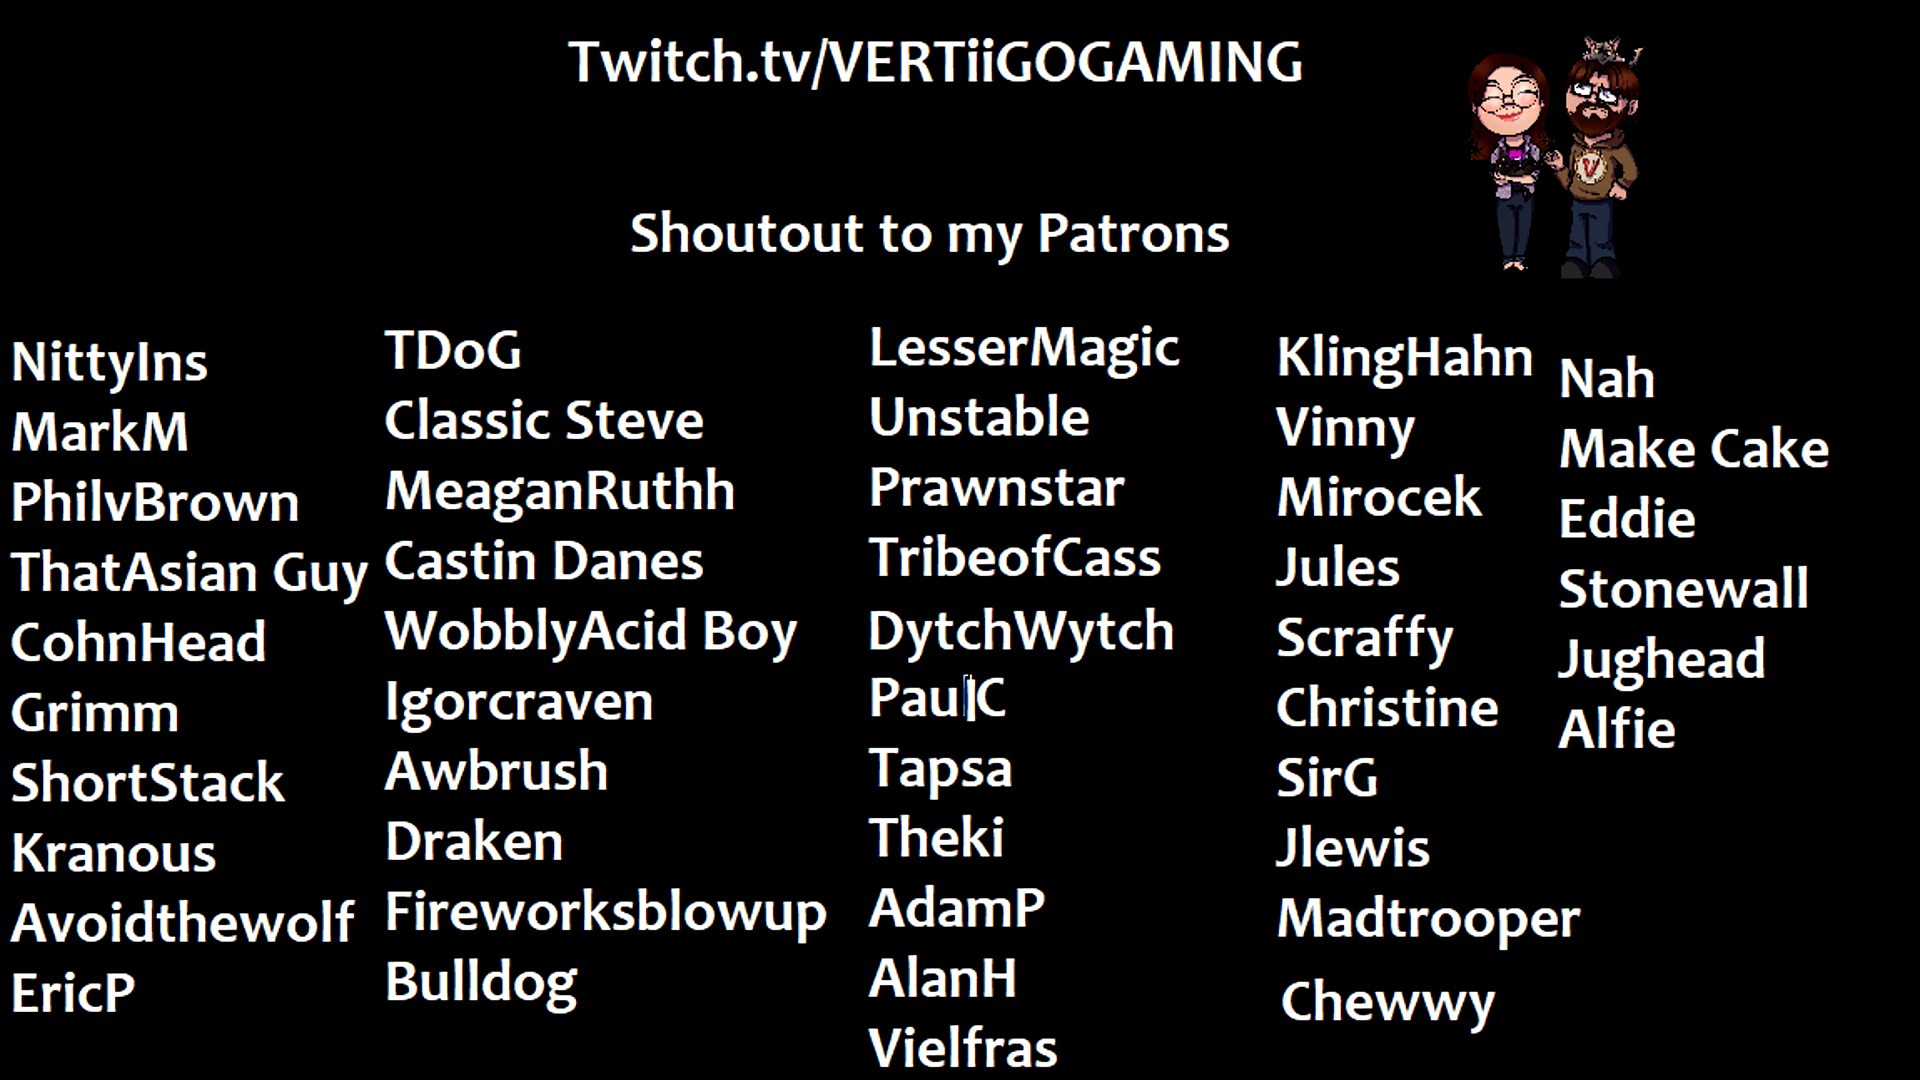 Twitch.tv/VERTiiGOGAMING
Shoutout to my Patrons
NittyIns
MarkM
PhilvBrown
ThatAsian Guy
CohnHead
Grimm
ShortStack
Kranous
Avoidthewolf
EricP
TDoG
Classic Steve
MeaganRuthh
Castin Danes
WobblyAcid Boy
Igorcraven
Awbrush
Draken
Fireworksblowup
Bulldog
LesserMagic
Unstable
Prawnstar
TribeofCass
DytchWytch
PaulC
Tapsa
Theki
AdamP
AlanH
Vielfras
KlingHahn
Vinny
Mirocek
Jules
Scraffy
Christine
SirG
Jlewis
Madtrooper
Chewwy
Nah
Make Cake
Eddie
Stonewall
Jughead
Alfie
V